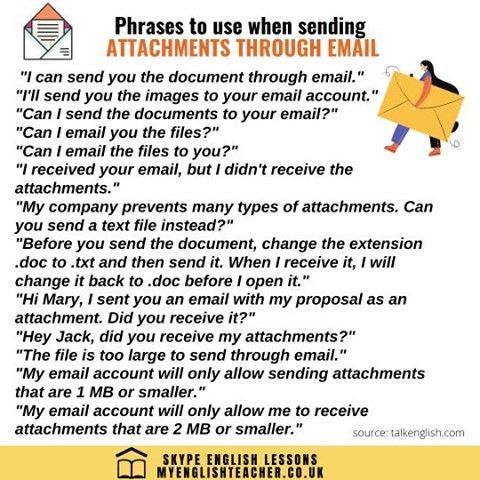 Phrases to use when sending
ATTACHMENTS THROUGH EMAIL
"I can send you the document through email."
"I'll send you the images to your email account."
"Can I send the documents to your email?"
"Can I email you the files?"
"Can I email the files to you?"
"I received your email, but I didn't receive the
attachments."
"My company prevents many types of attachments. Can
you send a text file instead?"
"Before you send the document, change the extension
.doc to .txt and then send it. When I receive it, I will
change it back to .doc before I open it."
"Hi Mary, I sent you an email with my proposal as an
attachment. Did you receive it?"
"Hey Jack, did you receive my attachments?"
"The file is too large to send through email."
"My email account will only allow sending attachments
that are 1 MB or smaller."
"My email account will only allow me to receive
attachments that are 2 MB or smaller."
source: talkenglish.com
SKYPE ENGLISH LESSONS
MYENGLISHTEACHER.CO.UK